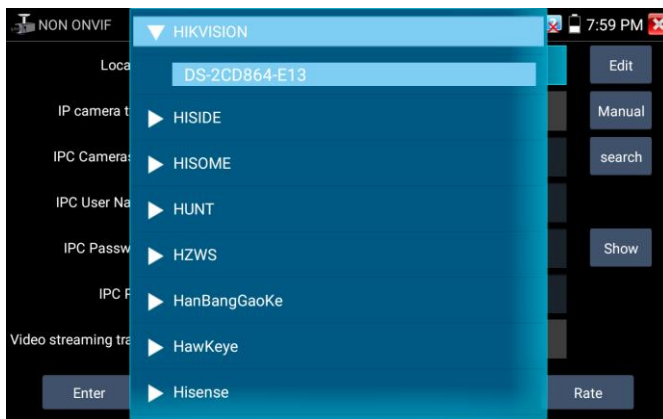 NON ONVIF
7:59 PM
HIKVISION
Loca
DS-2CD864-E13
Edit
IP camera t
HISIDE
Manual
IPC Camera
HISOME
search
IPC User Na
HUNT
IPC Passw
HZWS
Show
IPC P
HanBangGaoKe
Video streaming tra
HawKeye
Enter
Hisense
Rate